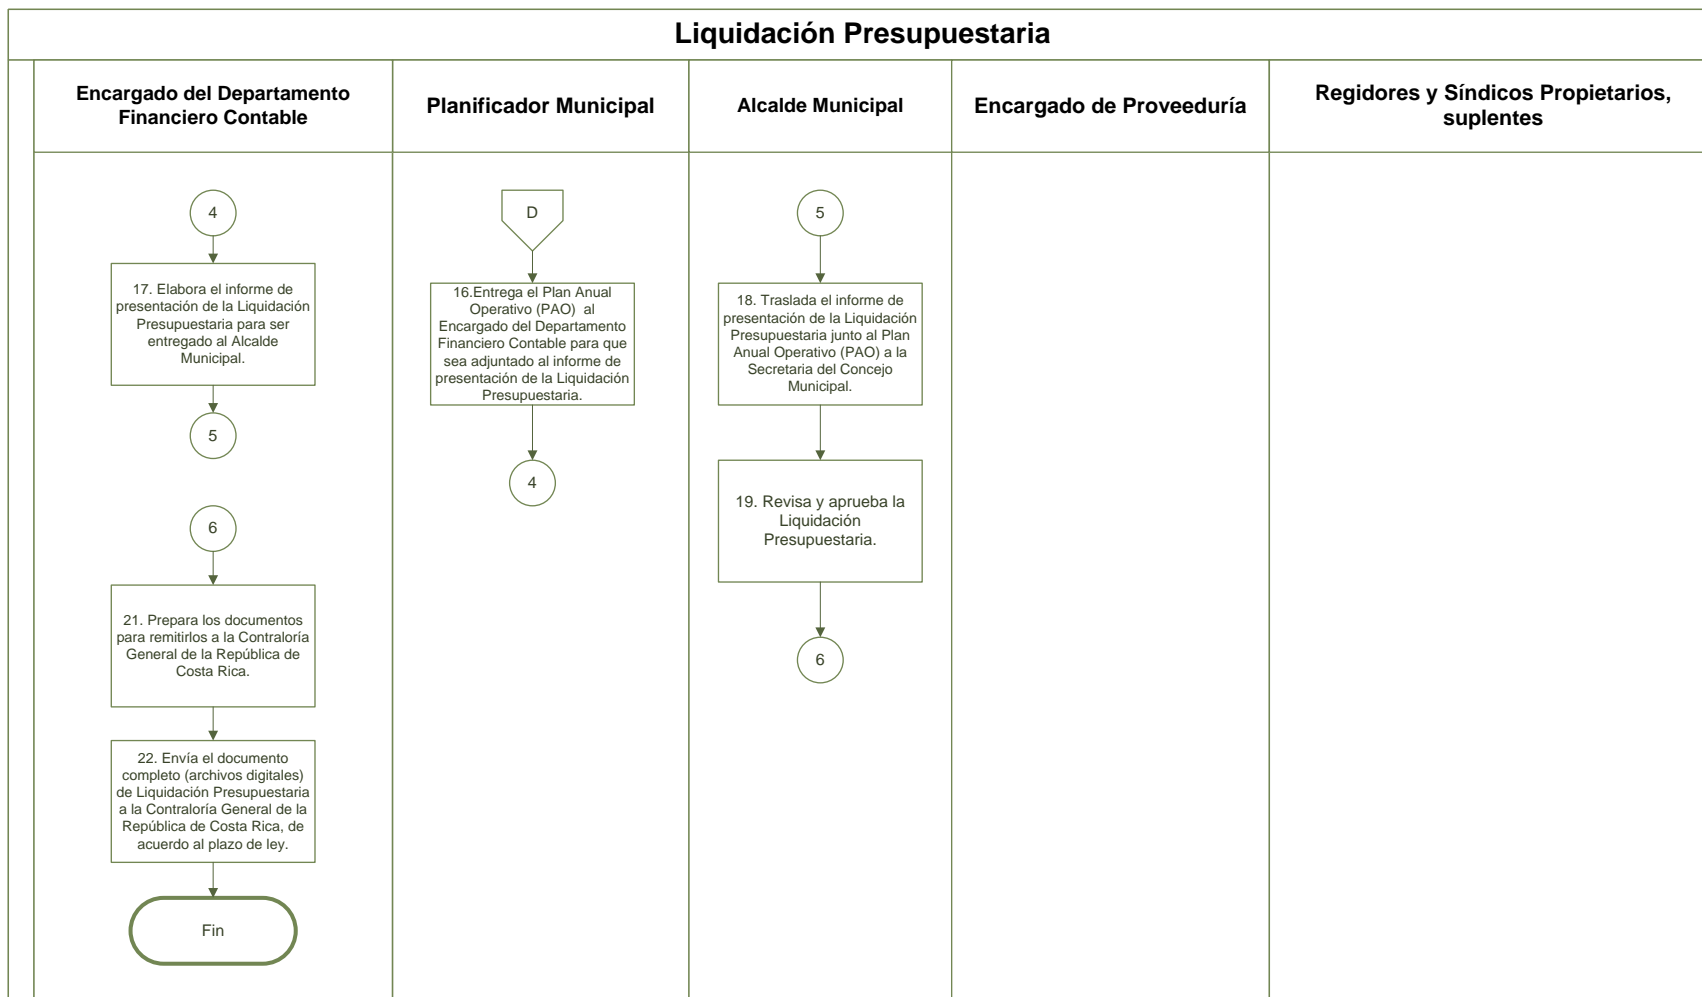 Liquidación Presupuestaria
Encargado del Departamento
Financiero Contable
Planificador Municipal
Alcalde Municipal
Encargado de Proveeduría
Regidores y Síndicos Propietarios,
suplentes
4
17. Elabora el informe de
presentación de la Liquidación
Presupuestaria para ser
entregado al Alcalde
Municipal.
5
6
21. Prepara los documentos
para remitirlos a la Contraloría
General de la República de
Costa Rica.
22. Envía el documento
completo (archivos digitales)
de Liquidación Presupuestaria
a la Contraloría General de la
República de Costa Rica, de
acuerdo al plazo de ley.
Fin
D
16.Entrega el Plan Anual
Operativo (PAO)  al
Encargado del Departamento
Financiero Contable para que
sea adjuntado al informe de
presentación de la Liquidación
Presupuestaria.
4
5
18. Traslada el informe de
presentación de la Liquidación
Presupuestaria junto al Plan
Anual Operativo (PAO) a la
Secretaria del Concejo
Municipal.
19. Revisa y aprueba la
Liquidación
Presupuestaria.
6